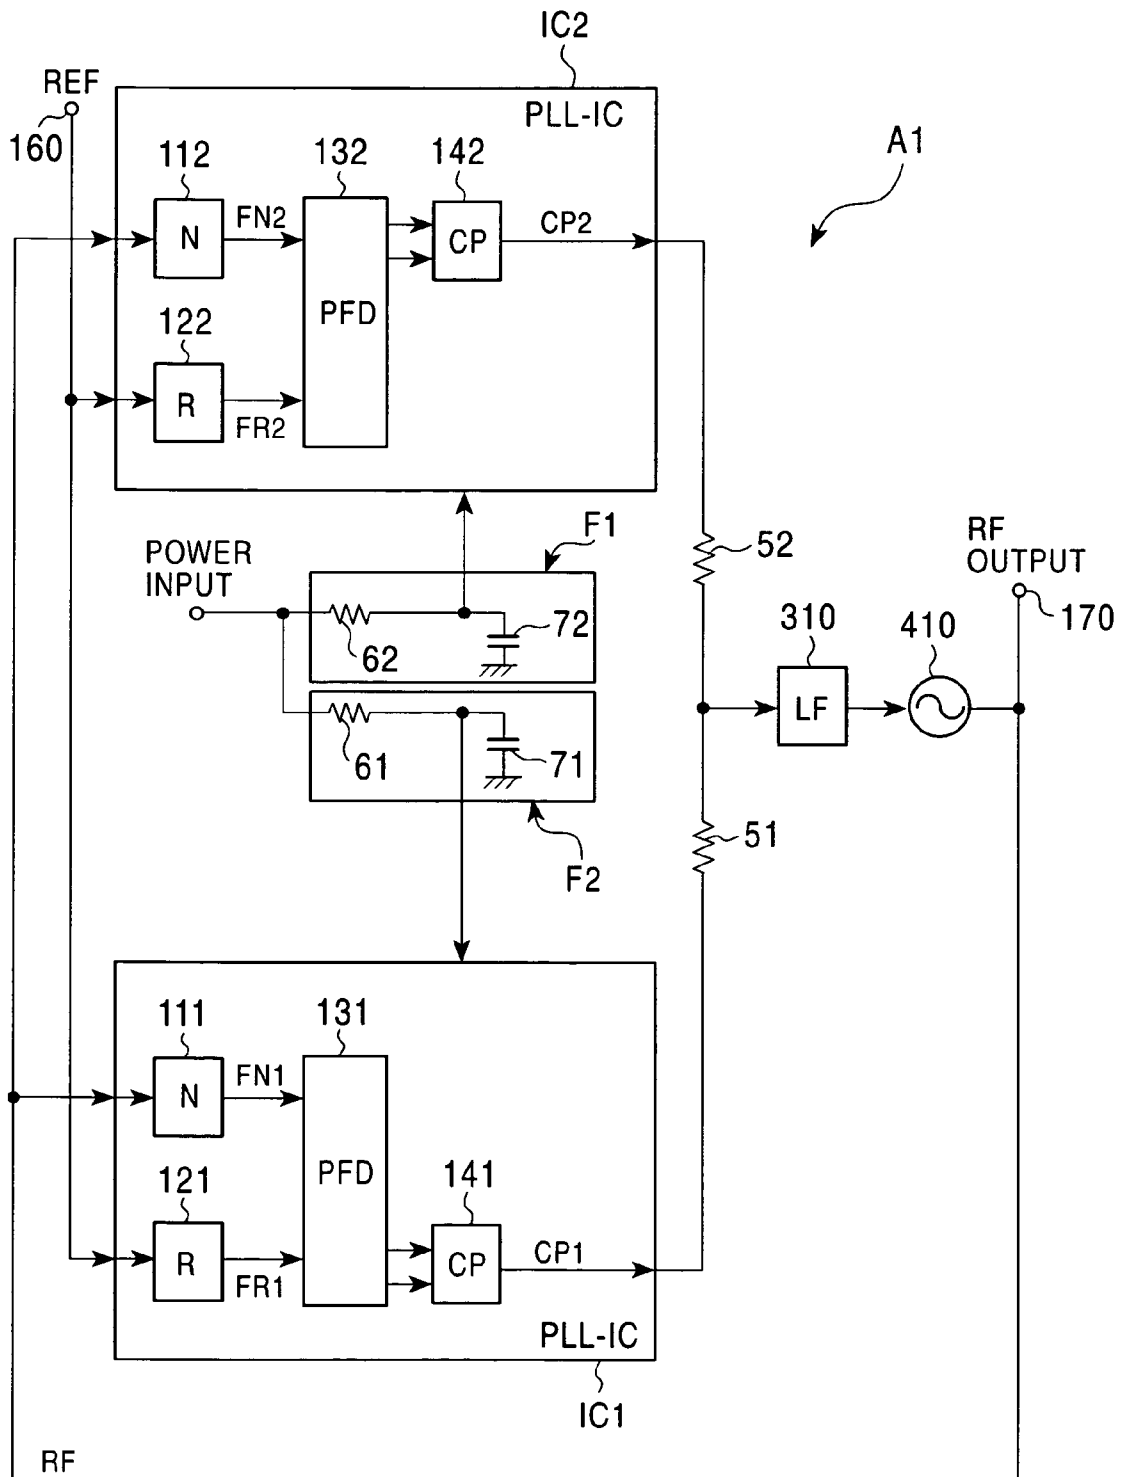 IC2
REF
160
PLL-IC
A1
112
132
142
N
FN2
PFD
CP
CP2
122
R
FR2
POWER
INPUT
F1
62
72
61
71
F2
52
RF
OUTPUT
170
310
410
LF
51
111
131
N
FN1
PFD
121
141
R
FR1
CP
CP1
PLL-IC
IC1
RF